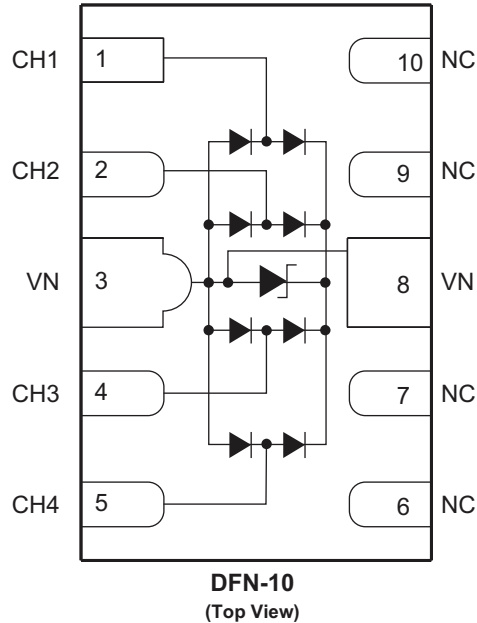 CH1 1 10 NC
CH2 2 9 NC
VN 3 8 VN
CH3 4 7 NC
CH4 5 6 NC
DFN-10
(Top View)